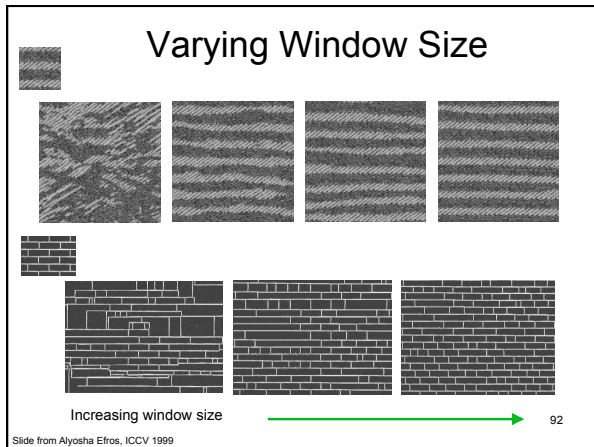 Varying Window Size
Increasing window size
92
Slide from Alyosha Efros, ICCV 1999